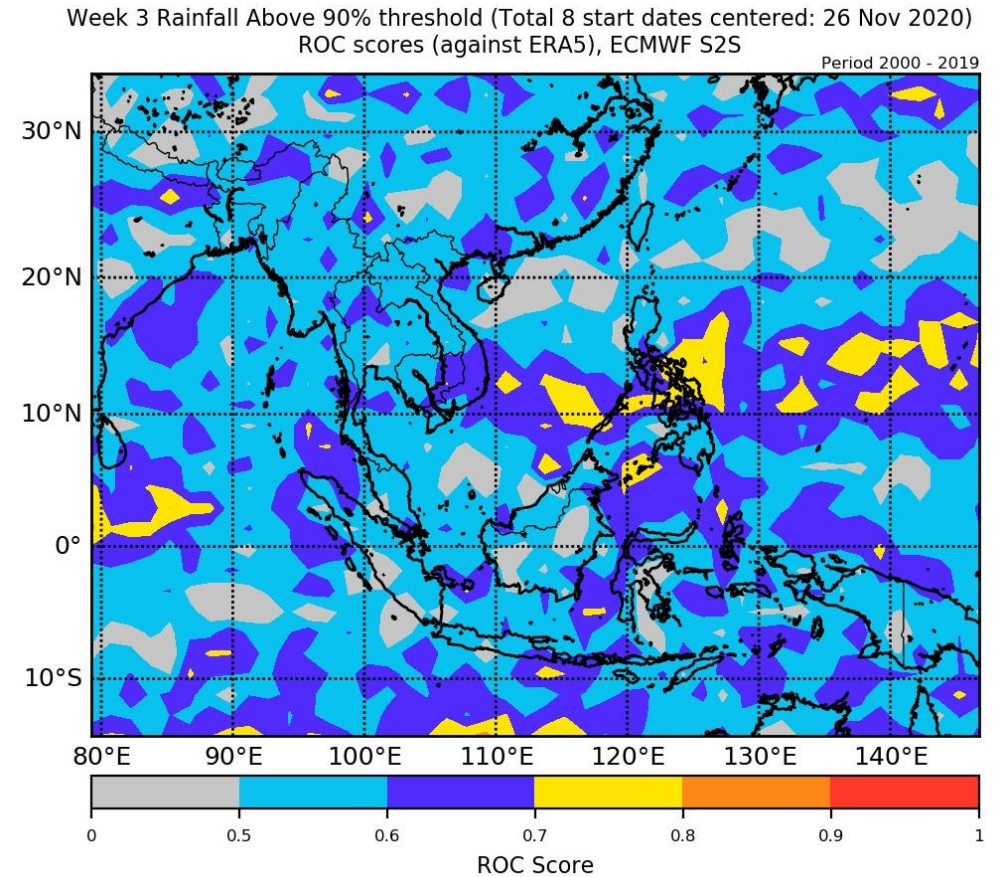 Week 3 Rainfall Above 90% threshold (Total 8 start dates centered: 26 Nov 2020)
ROC scores (against ERA5), ECMWF S2S
Period 2000 - 2019
30°N
20°N
10°N
0°
10°S
80°E 90°E 100°E 110°E 120°E 130°E 140°E
0 0.5 0.6 0.7 0.8 0.9 1
ROC Score